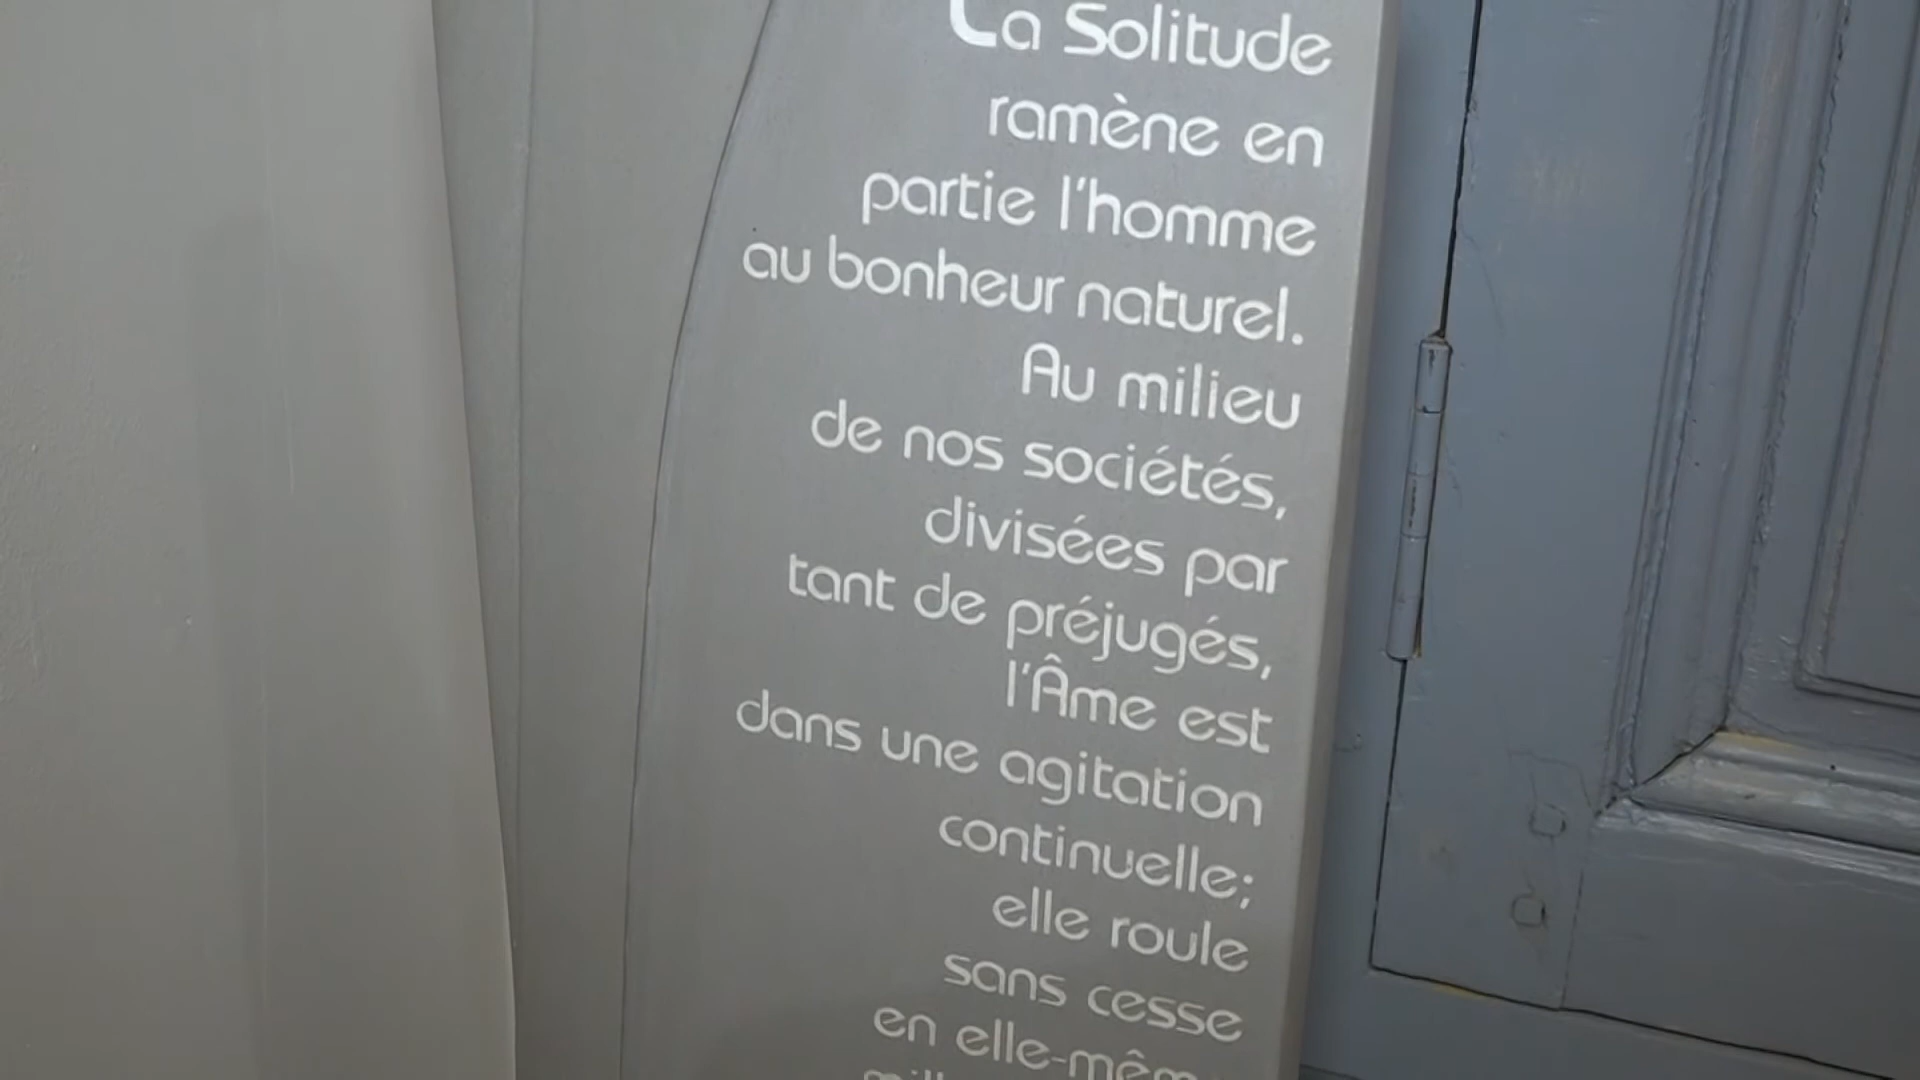 La Solitude
ramène en
partie l'homme
au bonheur naturel.
Au milieu
de nos sociétés,
divisées par
tant de préjugés,
l'Âme est
dans une agitation
continuelle;
elle roule
sans cesse
en